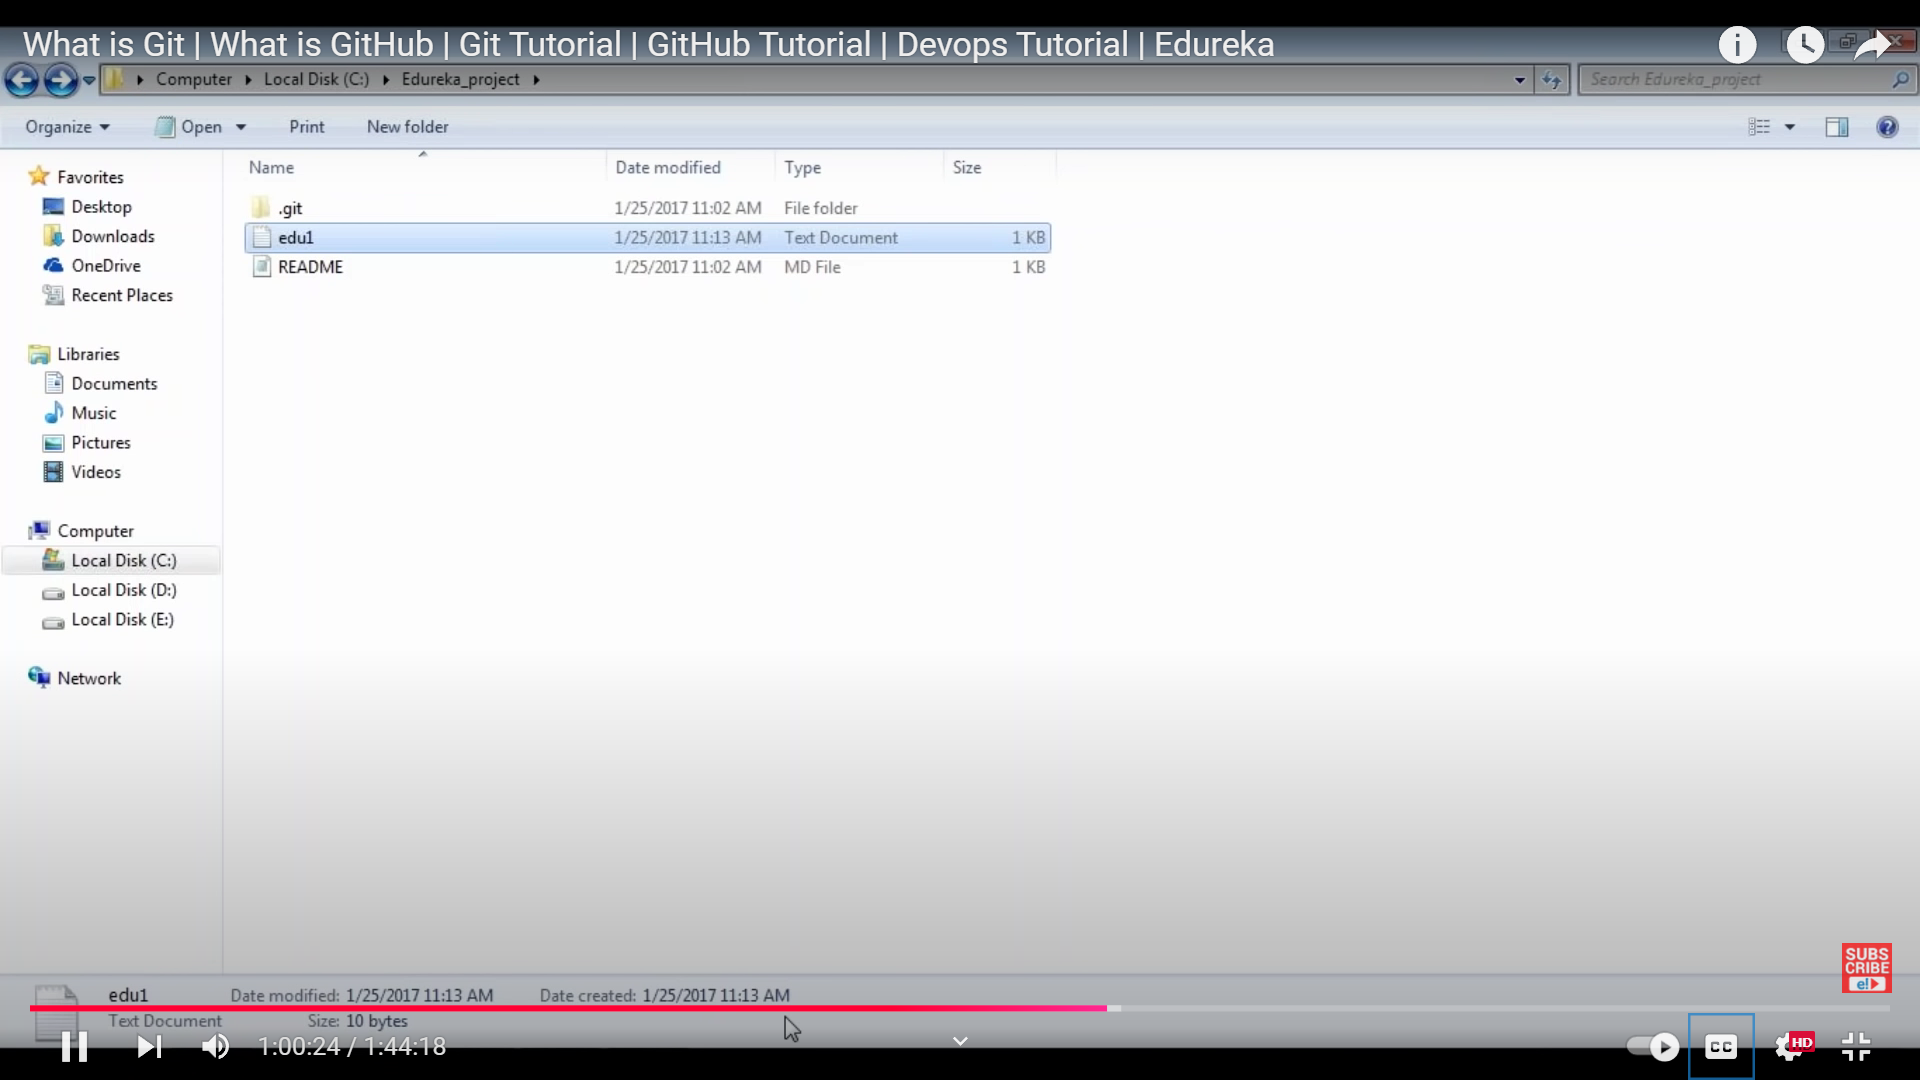 What is Git | What is GitHub | Git Tutorial | GitHub Tutorial | Devops Tutorial | Edureka
Computer Local Disk (C:) Edureka_project
Search Edureka_project
Organize Open Print New folder
Name Date modified Type Size
Favorites
Desktop
Downloads
OneDrive
Recent Places
Libraries
Documents
Music
Pictures
Videos
Computer
Local Disk (C:)
Local Disk (D:)
Local Disk (E:)
Network
.git 1/25/2017 11:02 AM File folder
edu1 1/25/2017 11:13 AM Text Document 1 KB
README 1/25/2017 11:02 AM MD File 1 KB
SUBS
CRIBE
e!
edu1 Date modified: 1/25/2017 11:13 AM Date created: 1/25/2017 11:13 AM
Text Document Size: 10 bytes
1:00:24 / 1:44:18
CC
HD